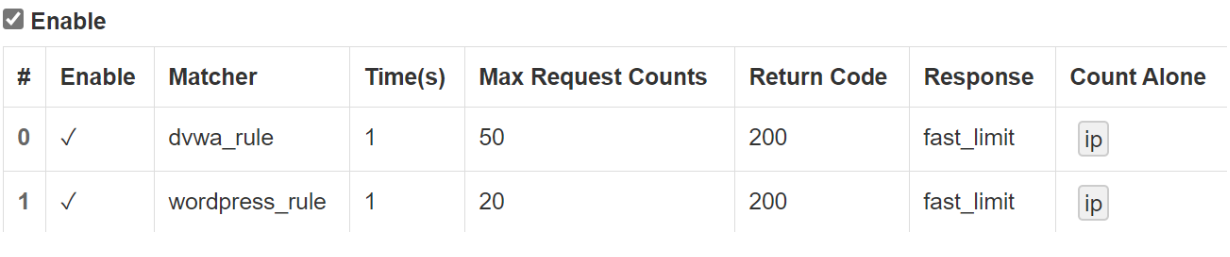 Enable
# Enable Matcher Time(s) Max Request Counts Return Code Response Count Alone
0 ✓ dvwa_rule 1 50 200 fast_limit ip
1 ✓ wordpress_rule 1 20 200 fast_limit ip